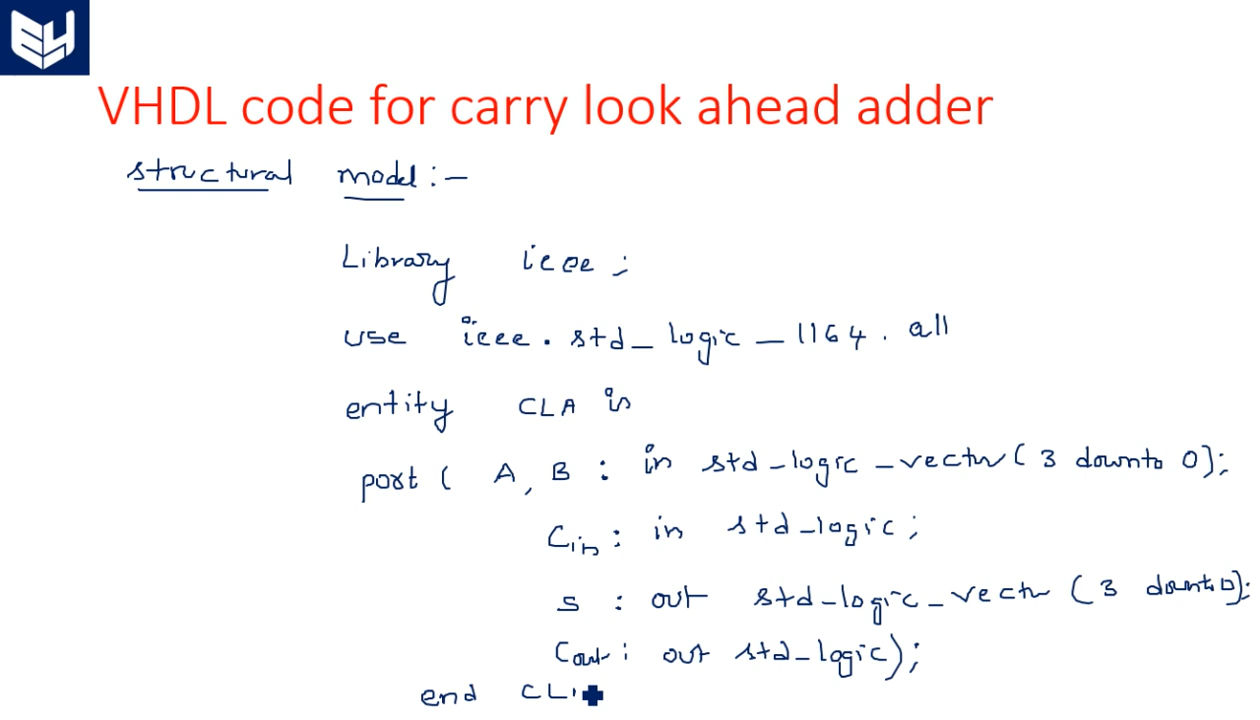 VHDL code for carry look ahead adder
structural model:-
Library ieee;
use ieee.std_logic_1164.all
entity CLA is
port( A, B : in std_logic_vector(3 downto 0);
Cin : in std_logic;
s : out std_logic_vector(3 downto 0);
Cout : out std_logic);
end